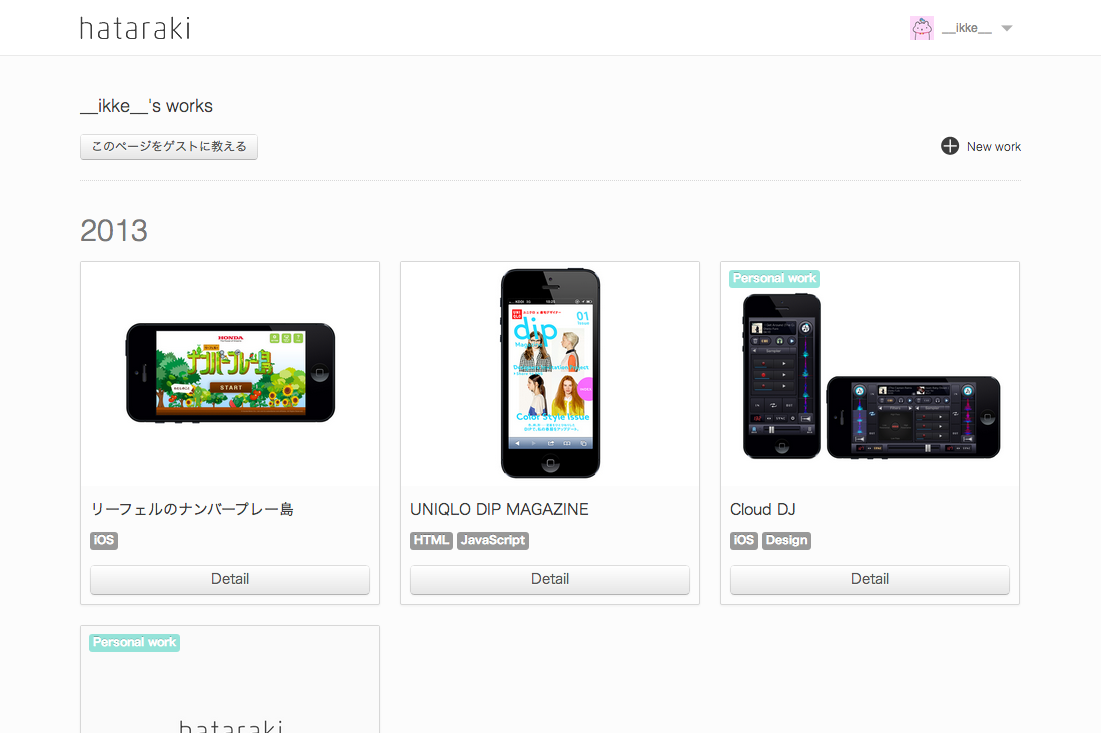 hataraki
__ikke__
__ikke__'s works
このページをゲストに教える
New work
2013
HONDA
ナンバープレー島
START
01
dip
Color Style Issue
Personal work
リーフェルのナンバープレー島
iOS
Detail
UNIQLO DIP MAGAZINE
HTML JavaScript
Detail
Cloud DJ
iOS Design
Detail
Personal work
hataraki